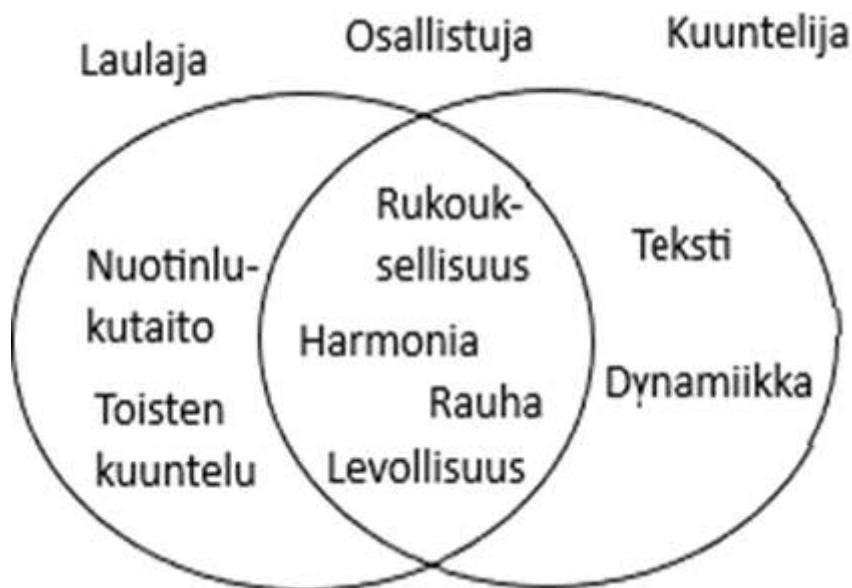 Laulaja
Osallistuja
Kuuntelija
Nuotinlu-
kutaito
Toisten
kuuntelu
Rukouk-
sellisuus
Harmonia
Rauha
Levollisuus
Teksti
Dynamiikka